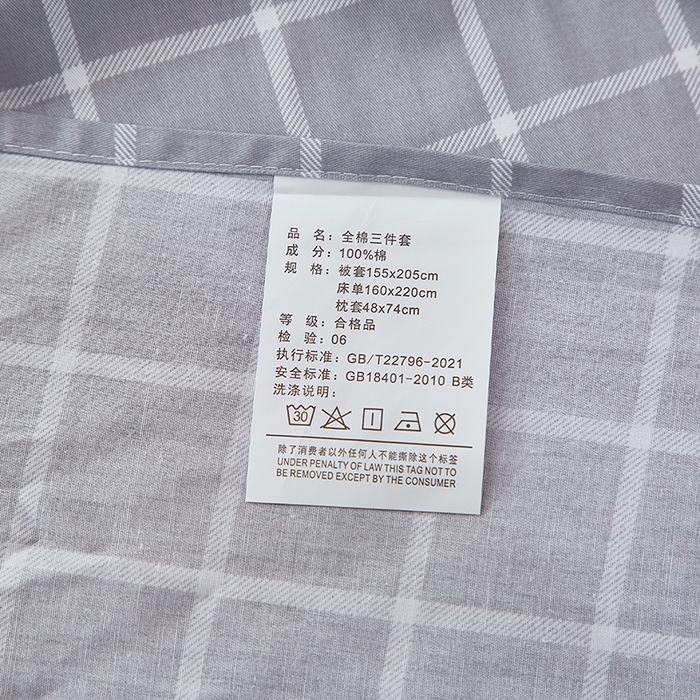 品 名：全棉三件套
成 分：100%棉
规 格：被套155x205cm
床单160x220cm
枕套48x74cm
等 级：合格品
检 验：06
执行标准：GB/T22796-2021
安全标准：GB18401-2010 B类
洗涤说明：
30
除了消费者以外任何人不能撕除这个标签
UNDER PENALTY OF LAW THIS TAG NOT TO
BE REMOVED EXCEPT BY THE CONSUMER